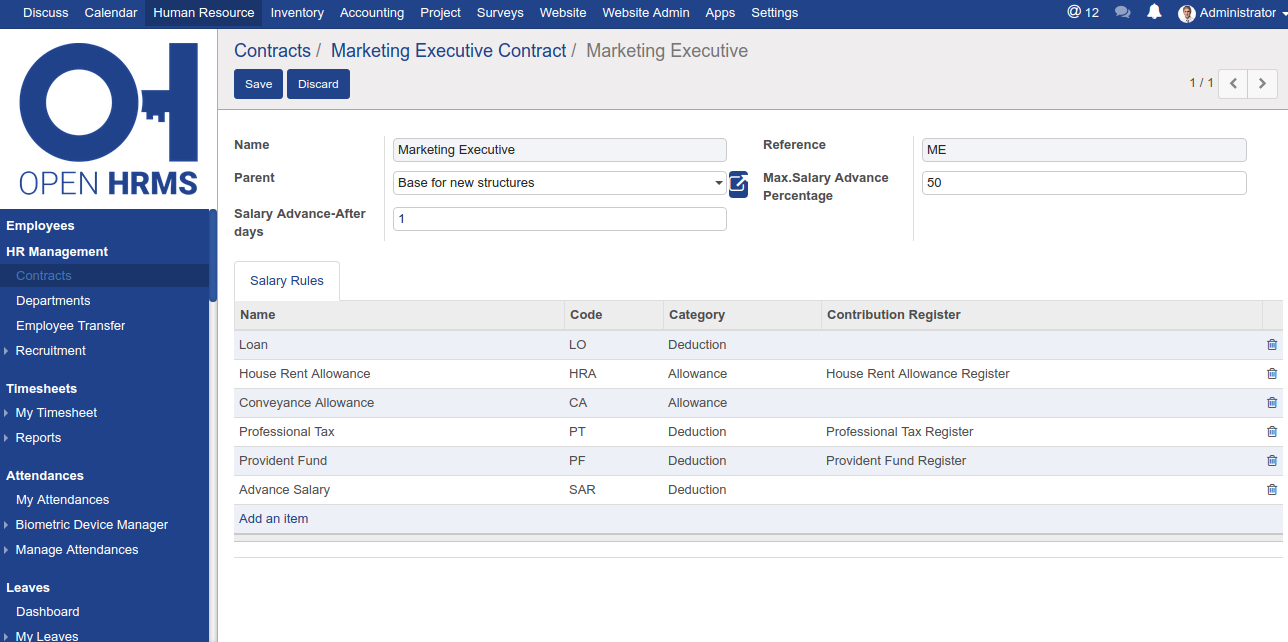 Discuss Calendar Human Resource Inventory Accounting Project Surveys Website Website Admin Apps Settings @ 12 Administrator
OPEN HRMS
Employees
HR Management
Contracts
Departments
Employee Transfer
Recruitment
Timesheets
My Timesheet
Reports
Attendances
My Attendances
Biometric Device Manager
Manage Attendances
Leaves
Dashboard
My Leaves
Contracts / Marketing Executive Contract / Marketing Executive
Save Discard 1 / 1
Name Marketing Executive Reference ME
Parent Base for new structures Max.Salary Advance
Percentage 50
Salary Advance-After
days 1
Salary Rules
Name Code Category Contribution Register
Loan LO Deduction
House Rent Allowance HRA Allowance House Rent Allowance Register
Conveyance Allowance CA Allowance
Professional Tax PT Deduction Professional Tax Register
Provident Fund PF Deduction Provident Fund Register
Advance Salary SAR Deduction
Add an item